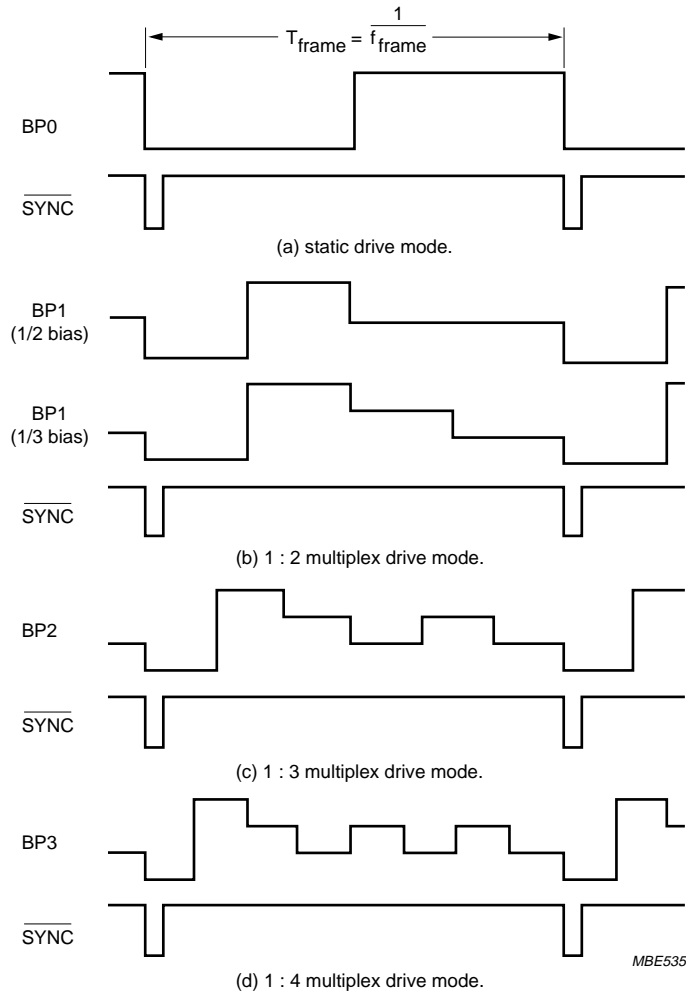 T_frame = 1 / f_frame
BP0
SYNC
(a) static drive mode.
BP1
(1/2 bias)
BP1
(1/3 bias)
SYNC
(b) 1 : 2 multiplex drive mode.
BP2
SYNC
(c) 1 : 3 multiplex drive mode.
BP3
SYNC
MBE535
(d) 1 : 4 multiplex drive mode.